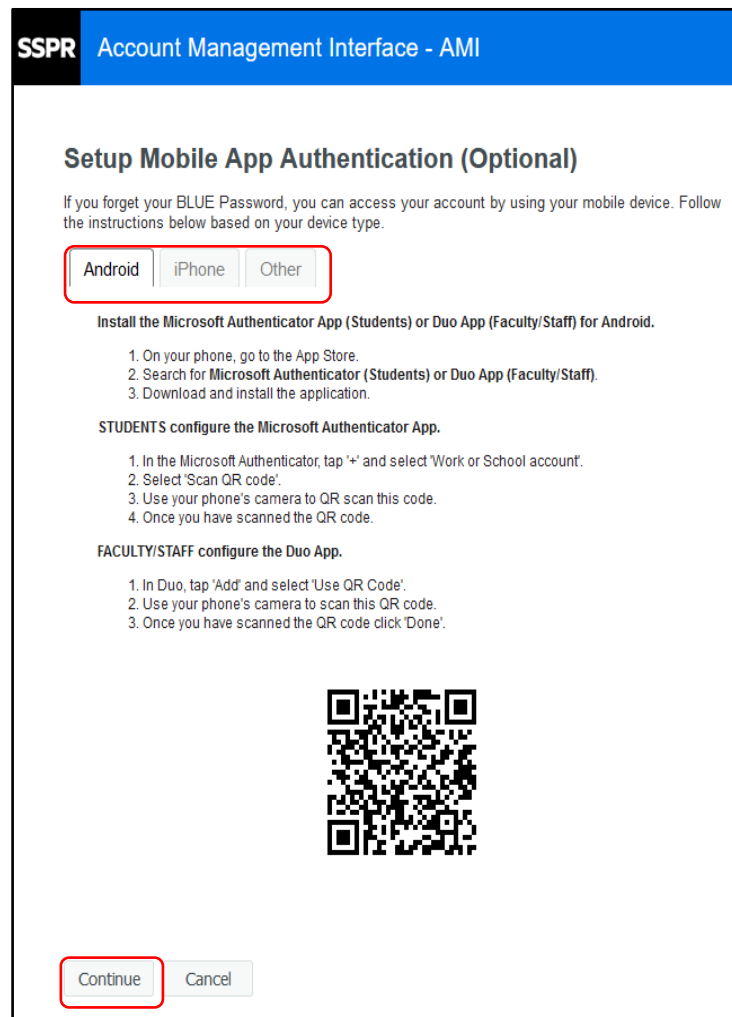 SSPR Account Management Interface - AMI
Setup Mobile App Authentication (Optional)
If you forget your BLUE Password, you can access your account by using your mobile device. Follow
the instructions below based on your device type.
Android iPhone Other
Install the Microsoft Authenticator App (Students) or Duo App (Faculty/Staff) for Android.
1. On your phone, go to the App Store.
2. Search for Microsoft Authenticator (Students) or Duo App (Faculty/Staff).
3. Download and install the application.
STUDENTS configure the Microsoft Authenticator App.
1. In the Microsoft Authenticator, tap '+' and select 'Work or School account'.
2. Select 'Scan QR code'.
3. Use your phone's camera to QR scan this code.
4. Once you have scanned the QR code.
FACULTY/STAFF configure the Duo App.
1. In Duo, tap 'Add' and select 'Use QR Code'.
2. Use your phone's camera to scan this QR code.
3. Once you have scanned the QR code click 'Done'.
Continue Cancel